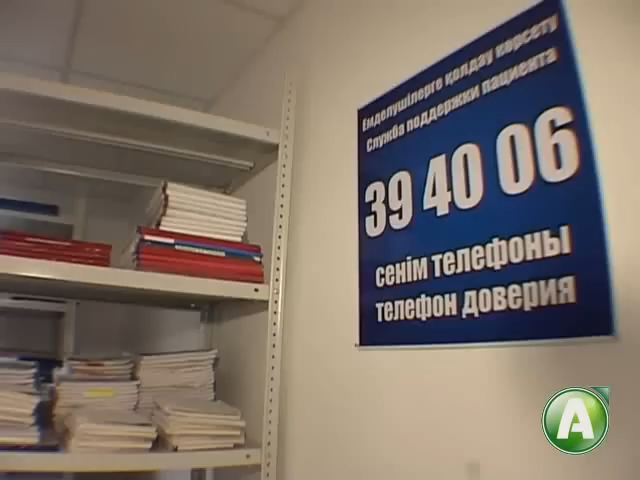 Емделушілерге қолдау көрсету
Служба поддержки пациента
39 40 06
сенім телефоны
телефон доверия
A